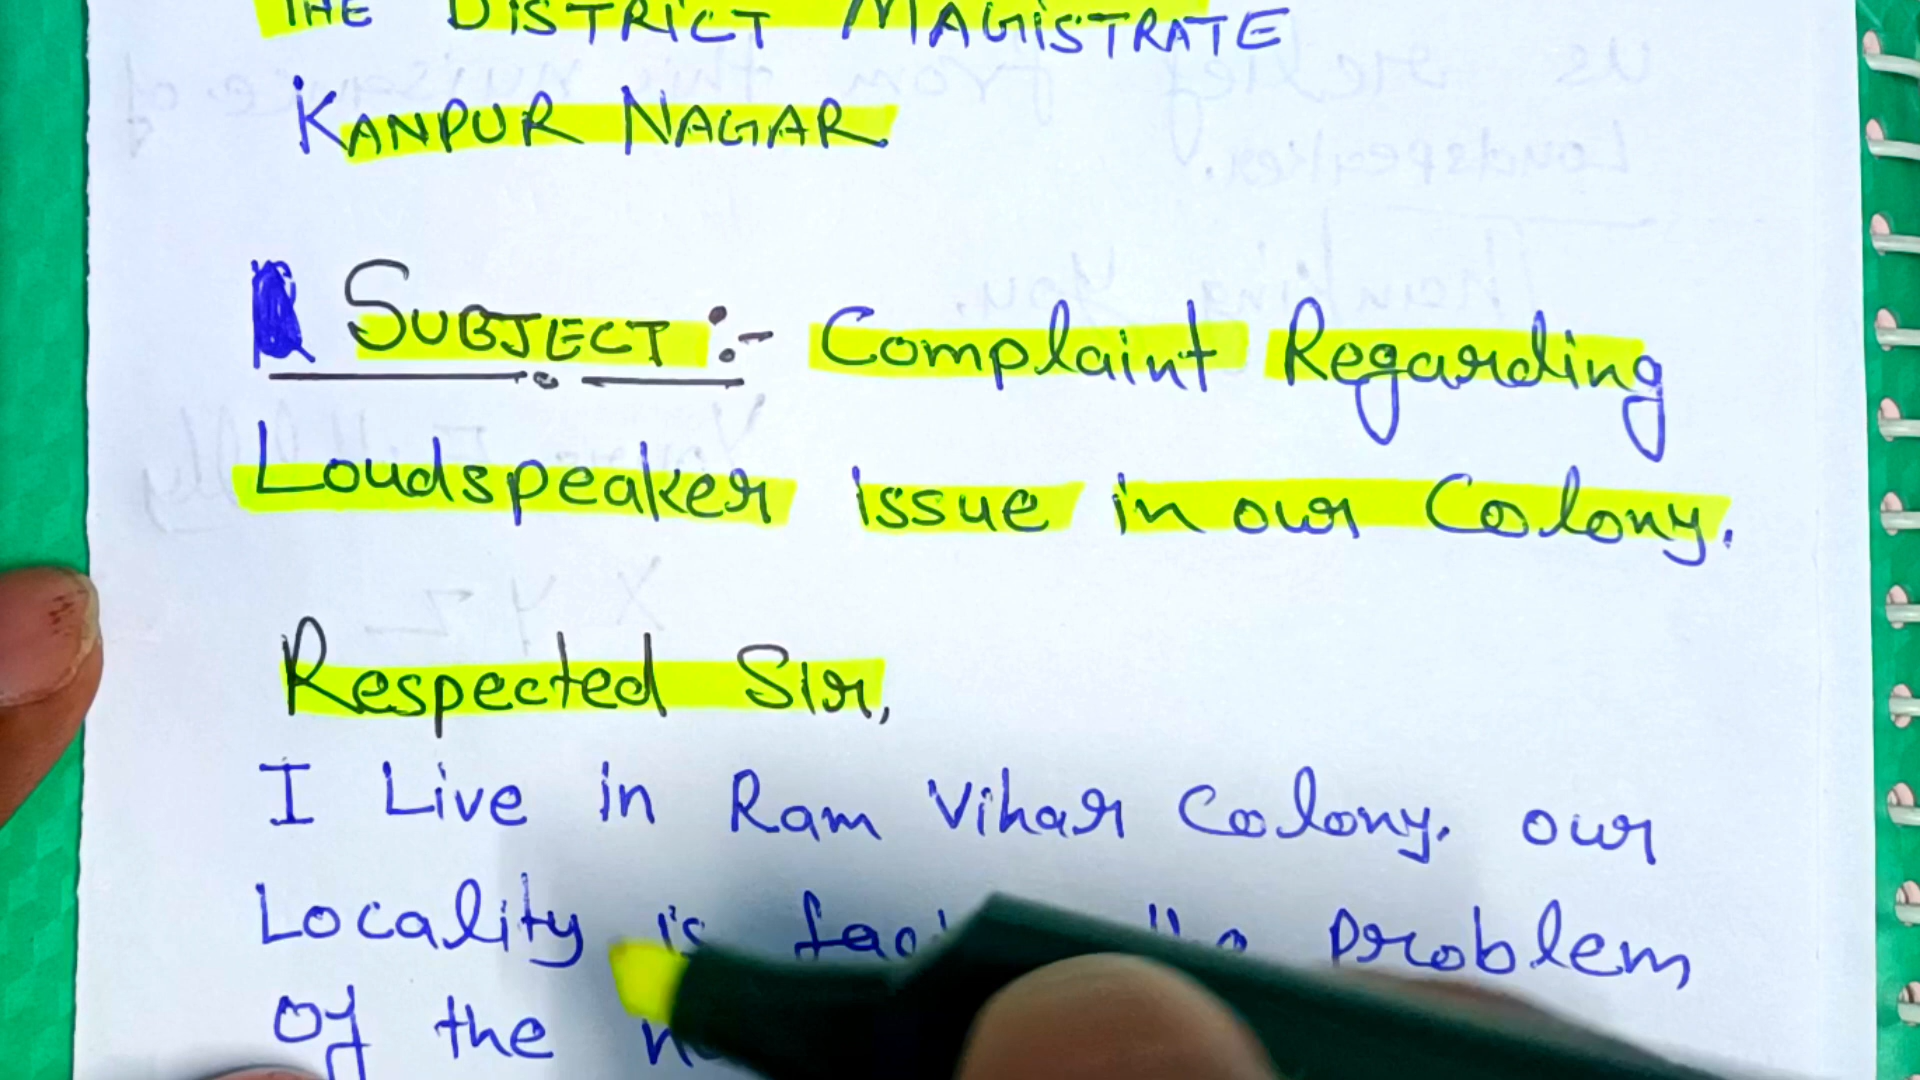 THE DISTRICT MAGISTRATE
KANPUR NAGAR
SUBJECT :- Complaint Regarding
Loudspeaker issue in our Colony.
Respected Sir,
I Live in Ram Vihar Colony. our
Locality is problem
Of the